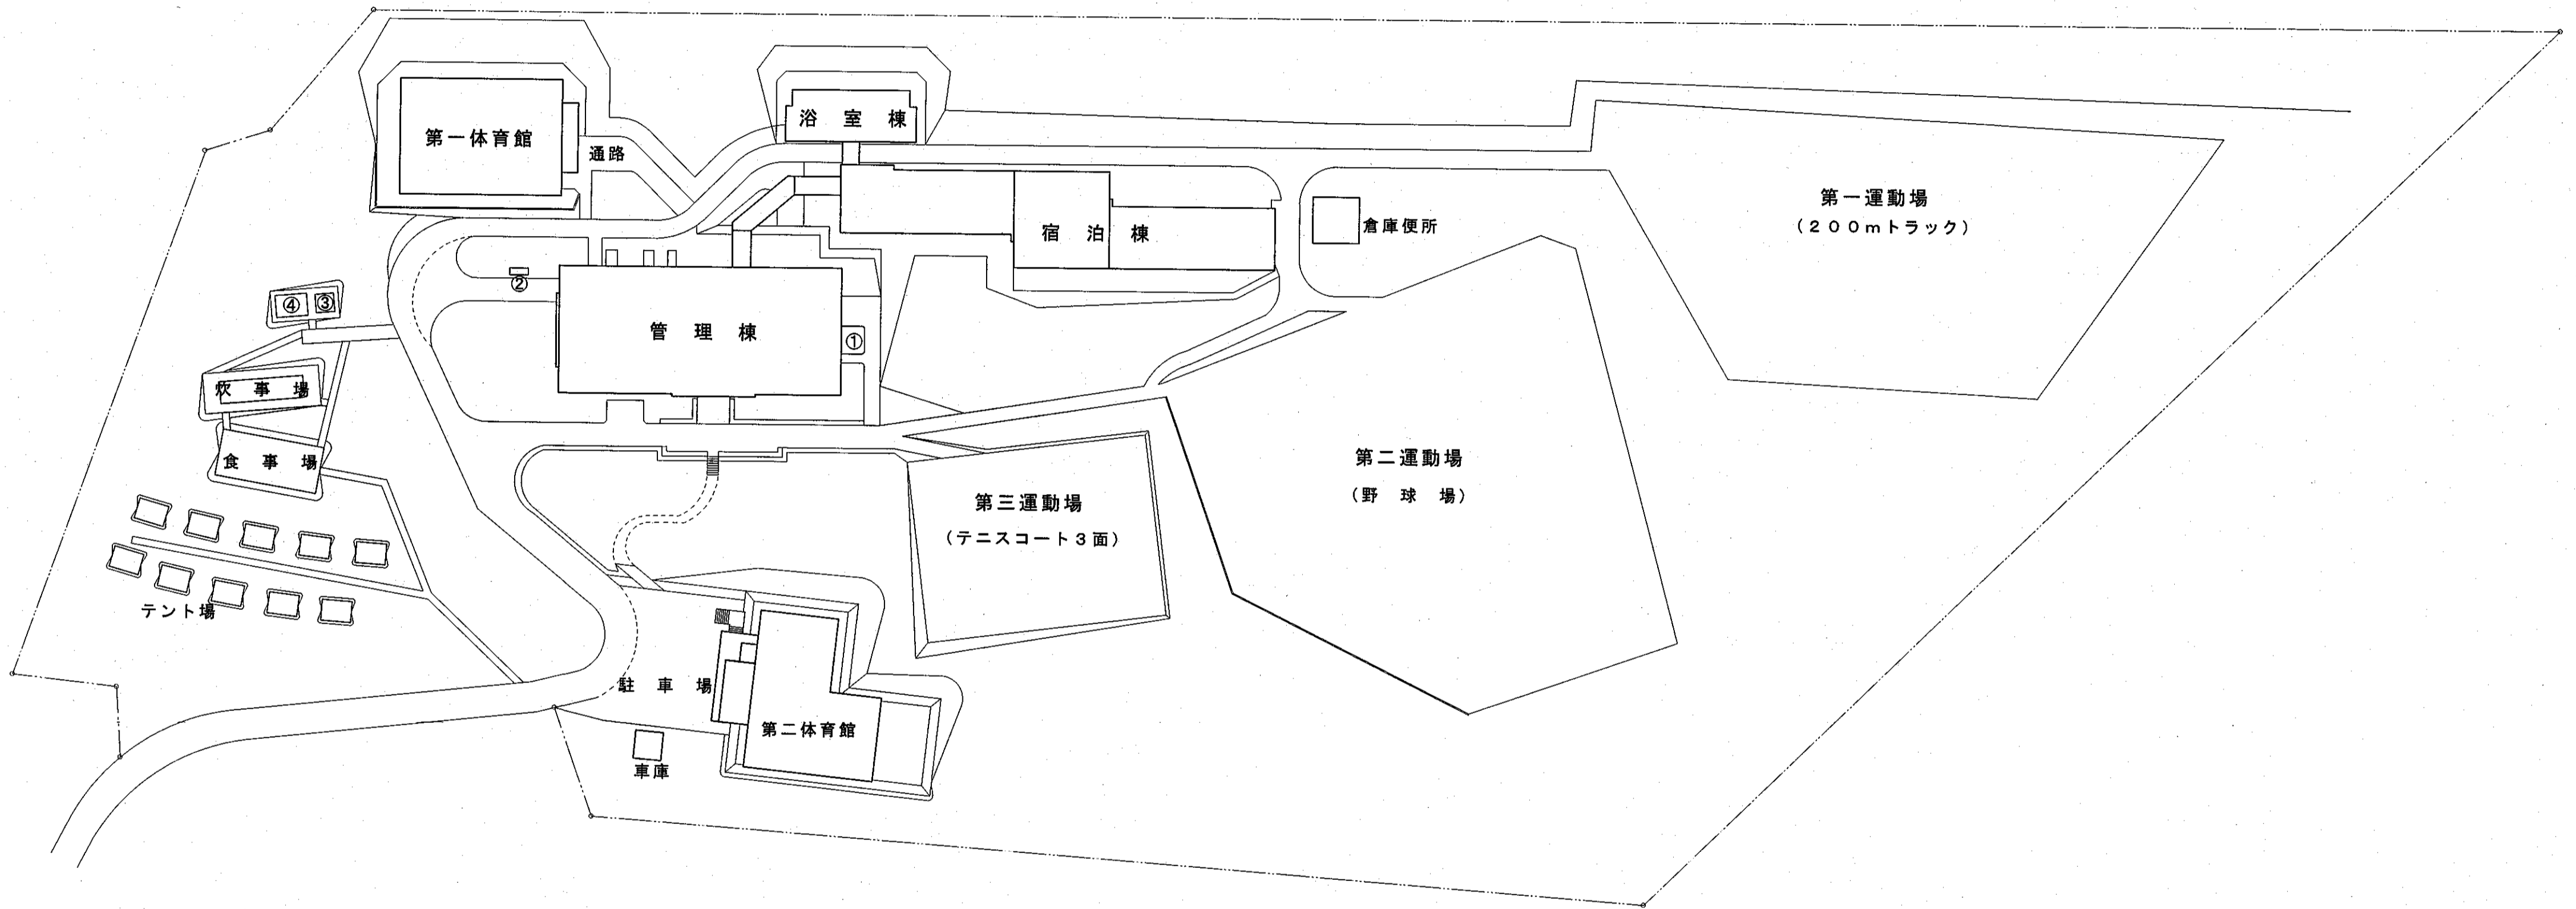 浴室棟
第一体育館
通路
第一運動場
(200mトラック)
倉庫便所
宿泊棟
②
④
③
管理棟
①
炊事場
食事場
第二運動場
(野球場)
第三運動場
(テニスコート3面)
テント場
駐車場
第二体育館
車庫